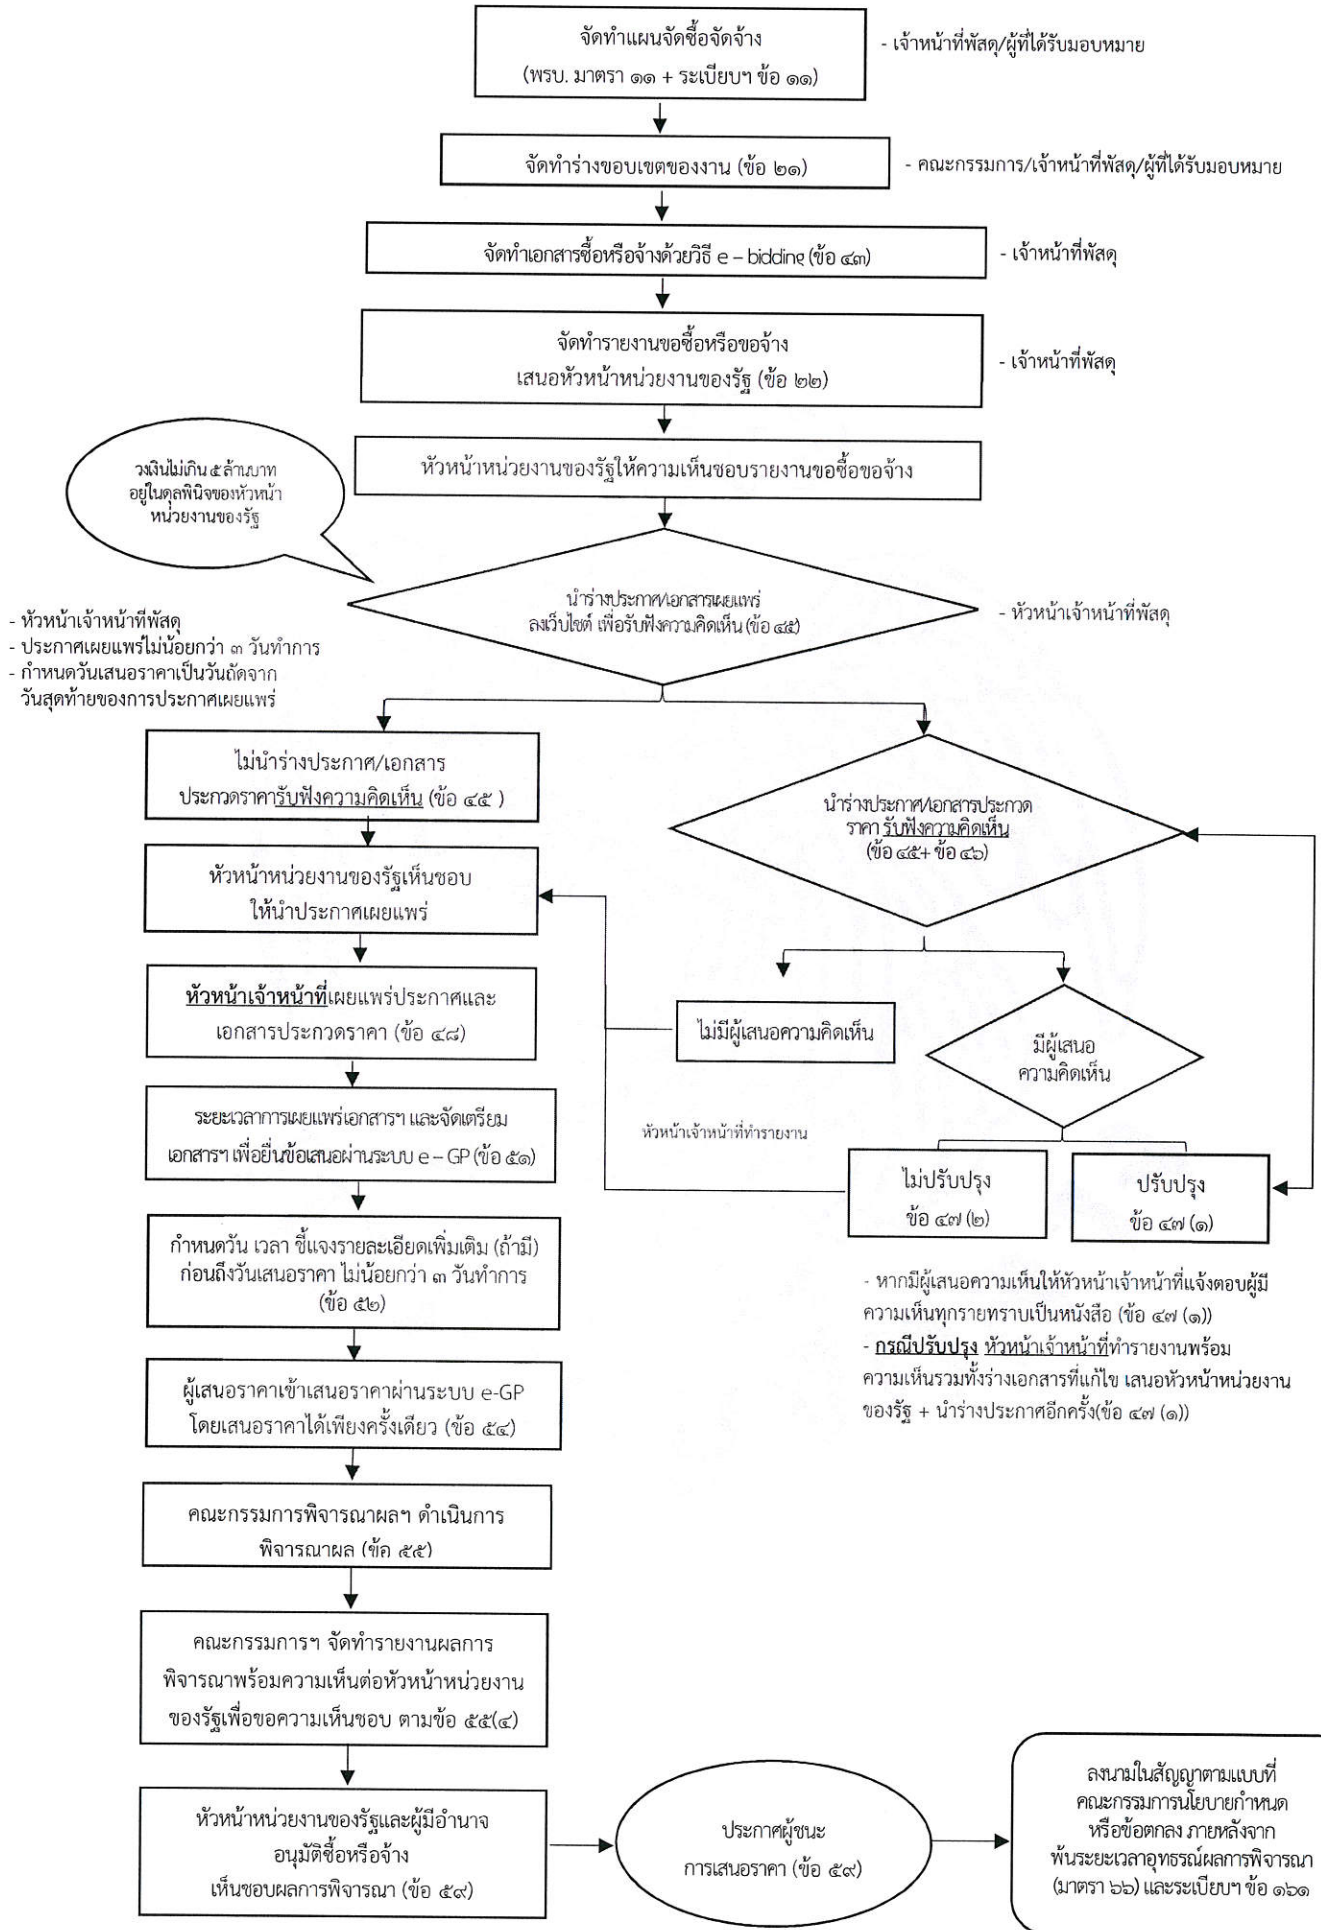 จัดทำแผนจัดซื้อจัดจ้าง
(พรบ. มาตรา ๑๑ + ระเบียบฯ ข้อ ๑๑)
- เจ้าหน้าที่พัสดุ/ผู้ที่ได้รับมอบหมาย
จัดทำร่างขอบเขตของงาน (ข้อ ๒๑)
- คณะกรรมการ/เจ้าหน้าที่พัสดุ/ผู้ที่ได้รับมอบหมาย
จัดทำเอกสารซื้อหรือจ้างด้วยวิธี e – bidding (ข้อ ๔๓)
- เจ้าหน้าที่พัสดุ
จัดทำรายงานขอซื้อหรือขอจ้าง
เสนอหัวหน้าหน่วยงานของรัฐ (ข้อ ๒๒)
- เจ้าหน้าที่พัสดุ
หัวหน้าหน่วยงานของรัฐให้ความเห็นชอบรายงานขอซื้อขอจ้าง
วงเงินไม่เกิน ๕ ล้านบาท
อยู่ในดุลพินิจของหัวหน้า
หน่วยงานของรัฐ
นำร่างประกาศ/เอกสารเผยแพร่
ลงเว็บไซต์ เพื่อรับฟังความคิดเห็น (ข้อ ๔๕)
- หัวหน้าเจ้าหน้าที่พัสดุ
- หัวหน้าเจ้าหน้าที่พัสดุ
- ประกาศเผยแพร่ไม่น้อยกว่า ๓ วันทำการ
- กำหนดวันเสนอราคาเป็นวันถัดจาก
วันสุดท้ายของการประกาศเผยแพร่
ไม่นำร่างประกาศ/เอกสาร
ประกวดราคารับฟังความคิดเห็น (ข้อ ๔๕ )
นำร่างประกาศ/เอกสารประกวด
ราคา รับฟังความคิดเห็น
(ข้อ ๔๕+ ข้อ ๔๖)
หัวหน้าหน่วยงานของรัฐเห็นชอบ
ให้นำประกาศเผยแพร่
หัวหน้าเจ้าหน้าที่เผยแพร่ประกาศและ
เอกสารประกวดราคา (ข้อ ๔๘)
ไม่มีผู้เสนอความคิดเห็น
มีผู้เสนอ
ความคิดเห็น
ระยะเวลาการเผยแพร่เอกสารฯ และจัดเตรียม
เอกสารฯ เพื่อยื่นข้อเสนอผ่านระบบ e – GP (ข้อ ๕๑)
หัวหน้าเจ้าหน้าที่ทำรายงาน
ไม่ปรับปรุง
ข้อ ๔๗ (๒)
ปรับปรุง
ข้อ ๔๗ (๑)
กำหนดวัน เวลา ชี้แจงรายละเอียดเพิ่มเติม (ถ้ามี)
ก่อนถึงวันเสนอราคา ไม่น้อยกว่า ๓ วันทำการ
(ข้อ ๕๒)
- หากมีผู้เสนอความเห็นให้หัวหน้าเจ้าหน้าที่แจ้งตอบผู้มี
ความเห็นทุกรายทราบเป็นหนังสือ (ข้อ ๔๗ (๑))
- กรณีปรับปรุง หัวหน้าเจ้าหน้าที่ทำรายงานพร้อม
ความเห็นรวมทั้งร่างเอกสารที่แก้ไข เสนอหัวหน้าหน่วยงาน
ของรัฐ + นำร่างประกาศอีกครั้ง(ข้อ ๔๗ (๑))
ผู้เสนอราคาเข้าเสนอราคาผ่านระบบ e-GP
โดยเสนอราคาได้เพียงครั้งเดียว (ข้อ ๕๔)
คณะกรรมการพิจารณาผลฯ ดำเนินการ
พิจารณาผล (ข้อ ๕๕)
คณะกรรมการฯ จัดทำรายงานผลการ
พิจารณาพร้อมความเห็นต่อหัวหน้าหน่วยงาน
ของรัฐเพื่อขอความเห็นชอบ ตามข้อ ๕๕(๔)
หัวหน้าหน่วยงานของรัฐและผู้มีอำนาจ
อนุมัติซื้อหรือจ้าง
เห็นชอบผลการพิจารณา (ข้อ ๕๙)
ประกาศผู้ชนะ
การเสนอราคา (ข้อ ๕๙)
ลงนามในสัญญาตามแบบที่
คณะกรรมการนโยบายกำหนด
หรือข้อตกลง ภายหลังจาก
พ้นระยะเวลาอุทธรณ์ผลการพิจารณา
(มาตรา ๖๖) และระเบียบฯ ข้อ ๑๖๑